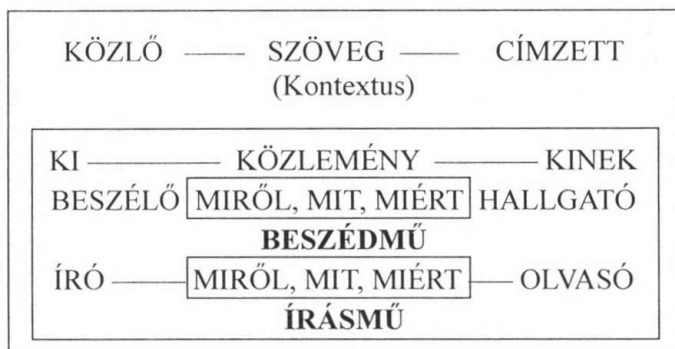 KÖZLŐ — SZÖVEG — CÍMZETT
(Kontextus)
KI — KÖZLEMÉNY — KINEK
BESZÉLŐ MIRŐL, MIT, MIÉRT HALLGATÓ
BESZÉDMŰ
ÍRÓ — MIRŐL, MIT, MIÉRT — OLVASÓ
ÍRÁSMŰ